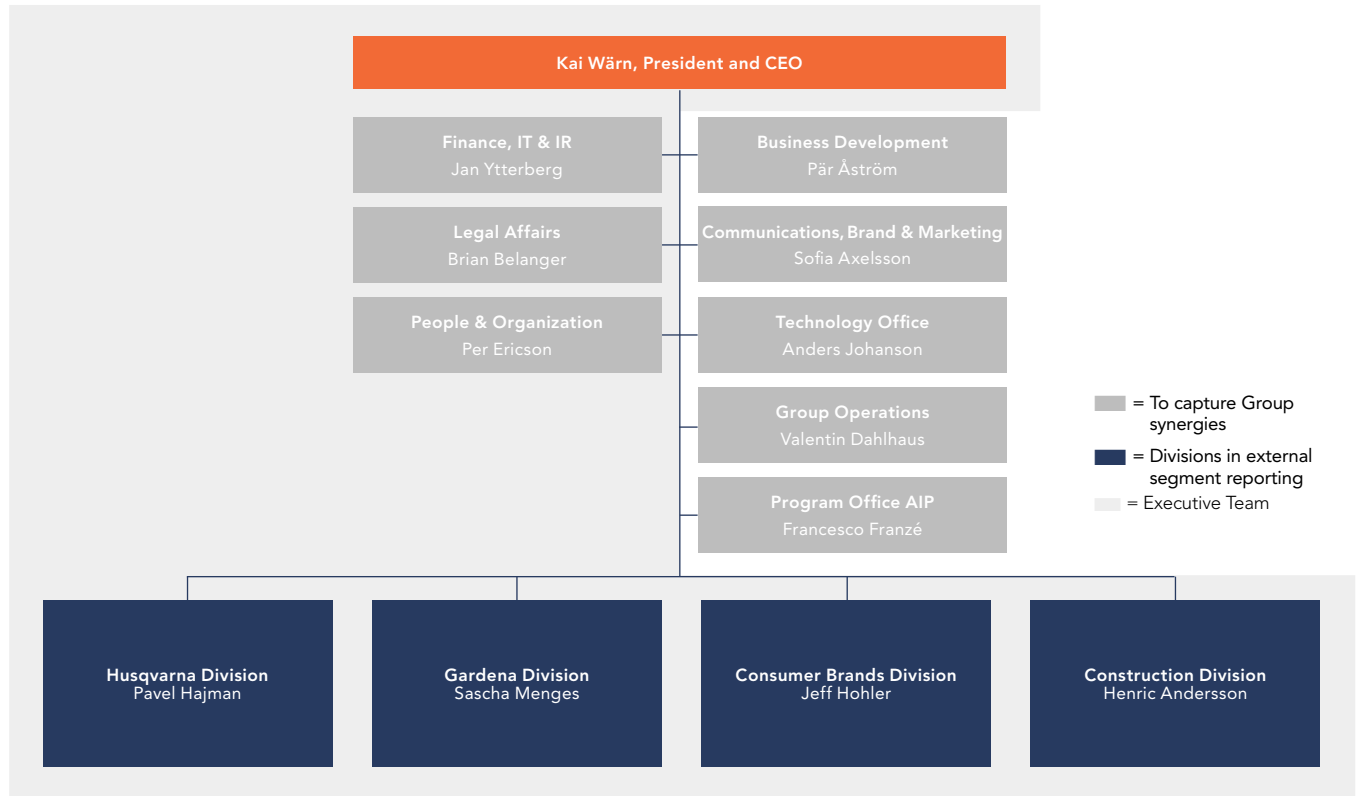 Kai Wärn, President and CEO
Finance, IT & IR
Jan Ytterberg
Business Development
Pär Åström
Legal Affairs
Brian Belanger
Communications, Brand & Marketing
Sofia Axelsson
People & Organization
Per Ericson
Technology Office
Anders Johanson
Group Operations
Valentin Dahlhaus
Program Office AIP
Francesco Franzé
= To capture Group
synergies
= Divisions in external
segment reporting
= Executive Team
Husqvarna Division
Pavel Hajman
Gardena Division
Sascha Menges
Consumer Brands Division
Jeff Hohler
Construction Division
Henric Andersson